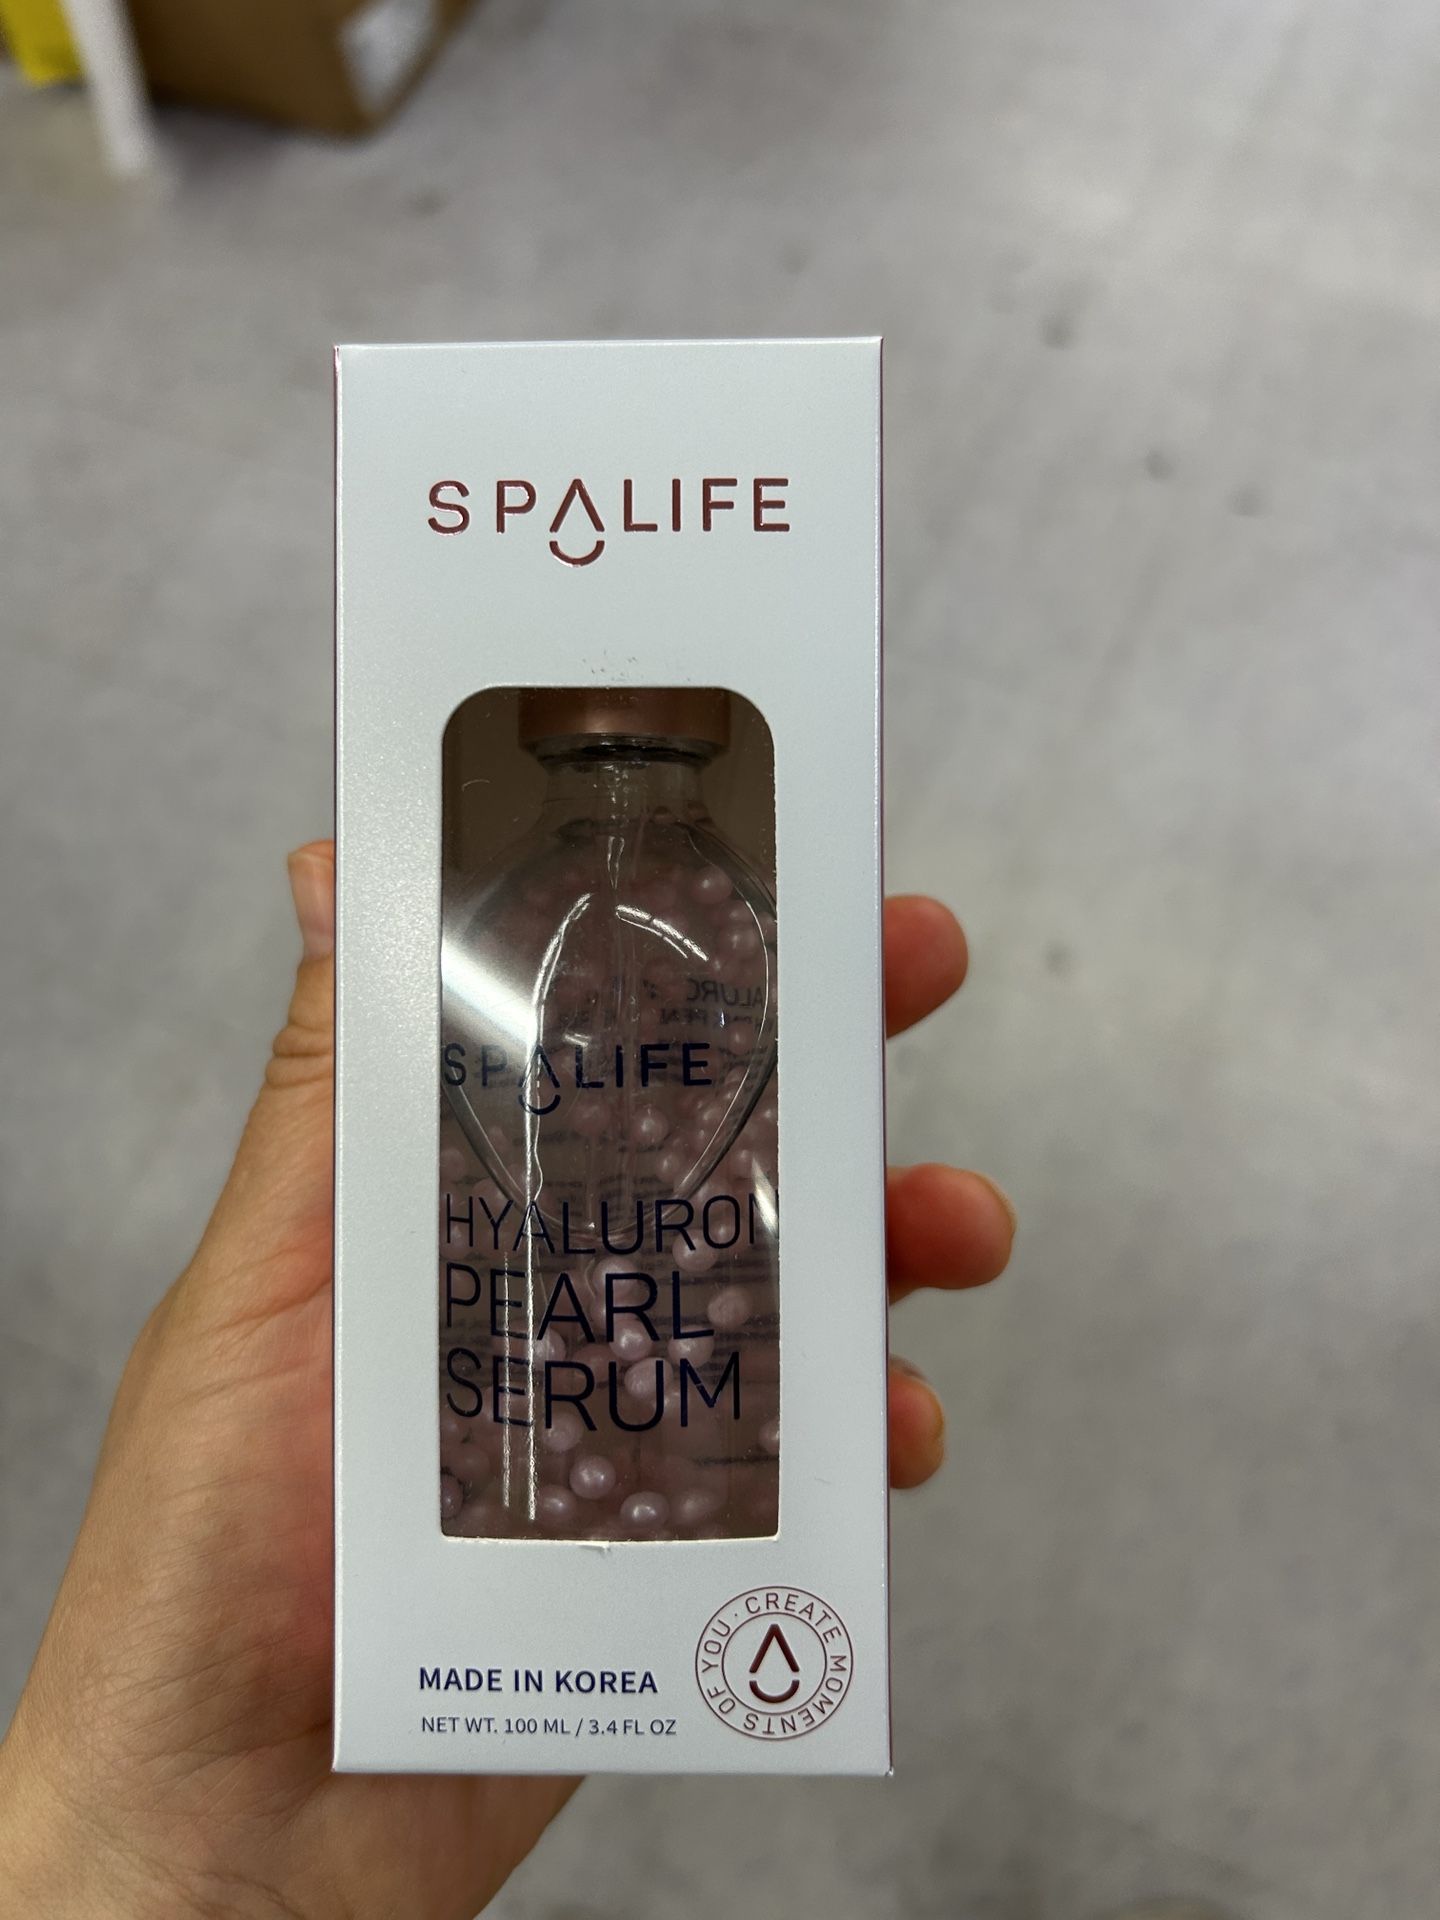 SPALIFE
SPALIFE
HYALURON
PEARL
SERUM
MADE IN KOREA
NET WT. 100 ML / 3.4 FL OZ
CREATE MOMENTS OF YOU ·